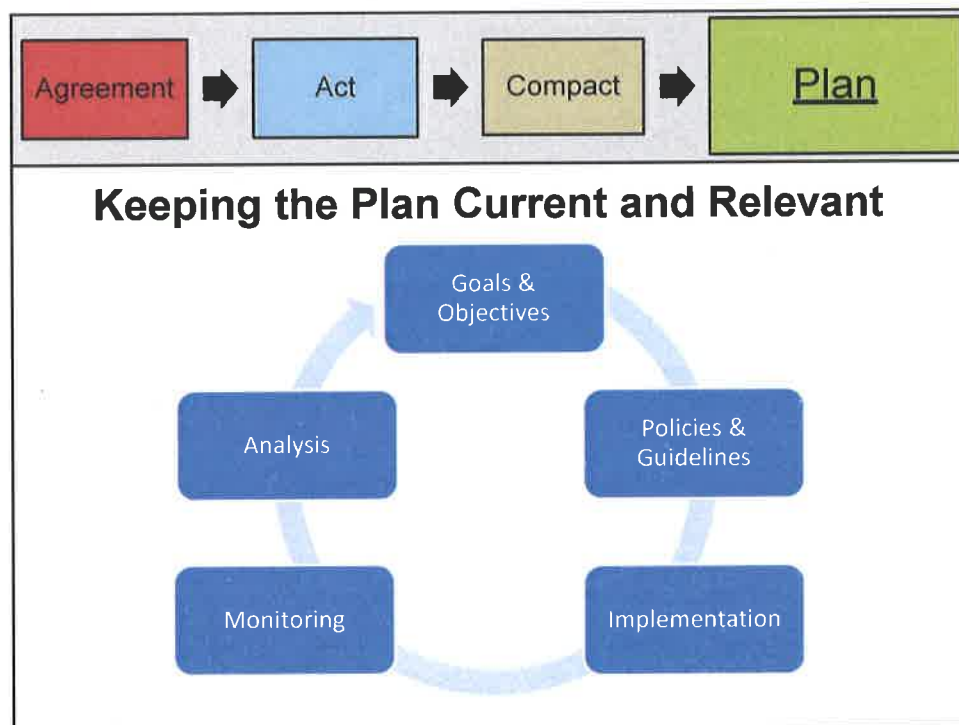 Agreement
Act
Compact
Plan
Keeping the Plan Current and Relevant
Goals &
Objectives
Policies &
Guidelines
Implementation
Monitoring
Analysis